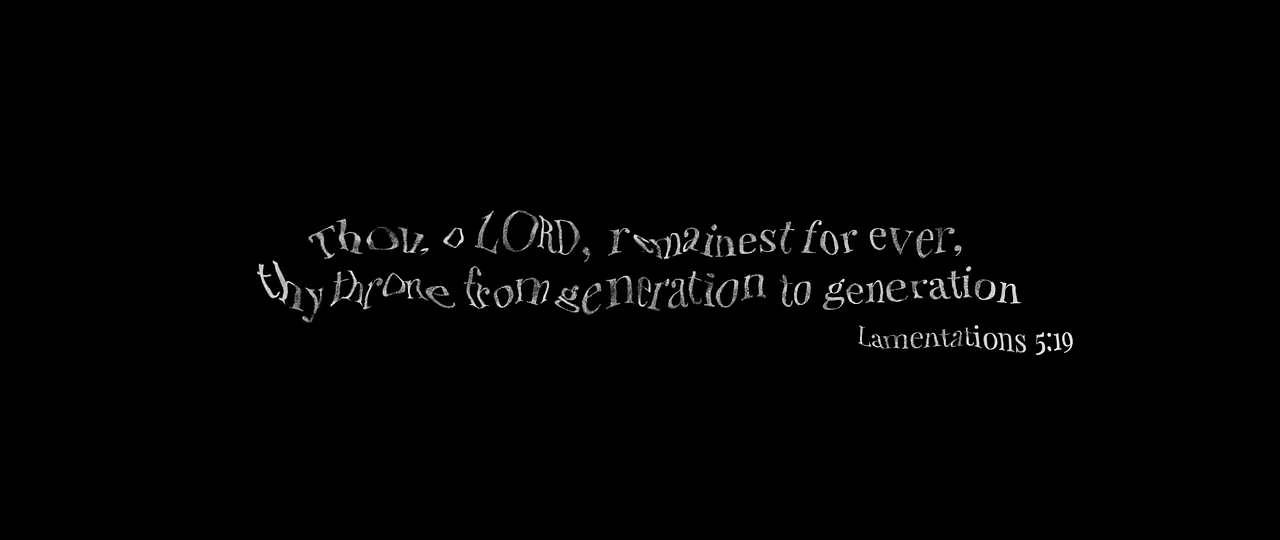 Thou, o LORD, remainest for ever,
thy throne from generation to generation
Lamentations 5:19